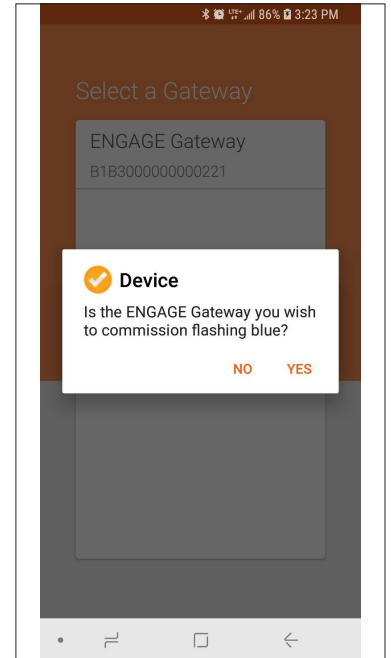 LTE+ 86% 3:23 PM
Select a Gateway
ENGAGE Gateway
B1B3000000000221
Device
Is the ENGAGE Gateway you wish
to commission flashing blue?
NO YES